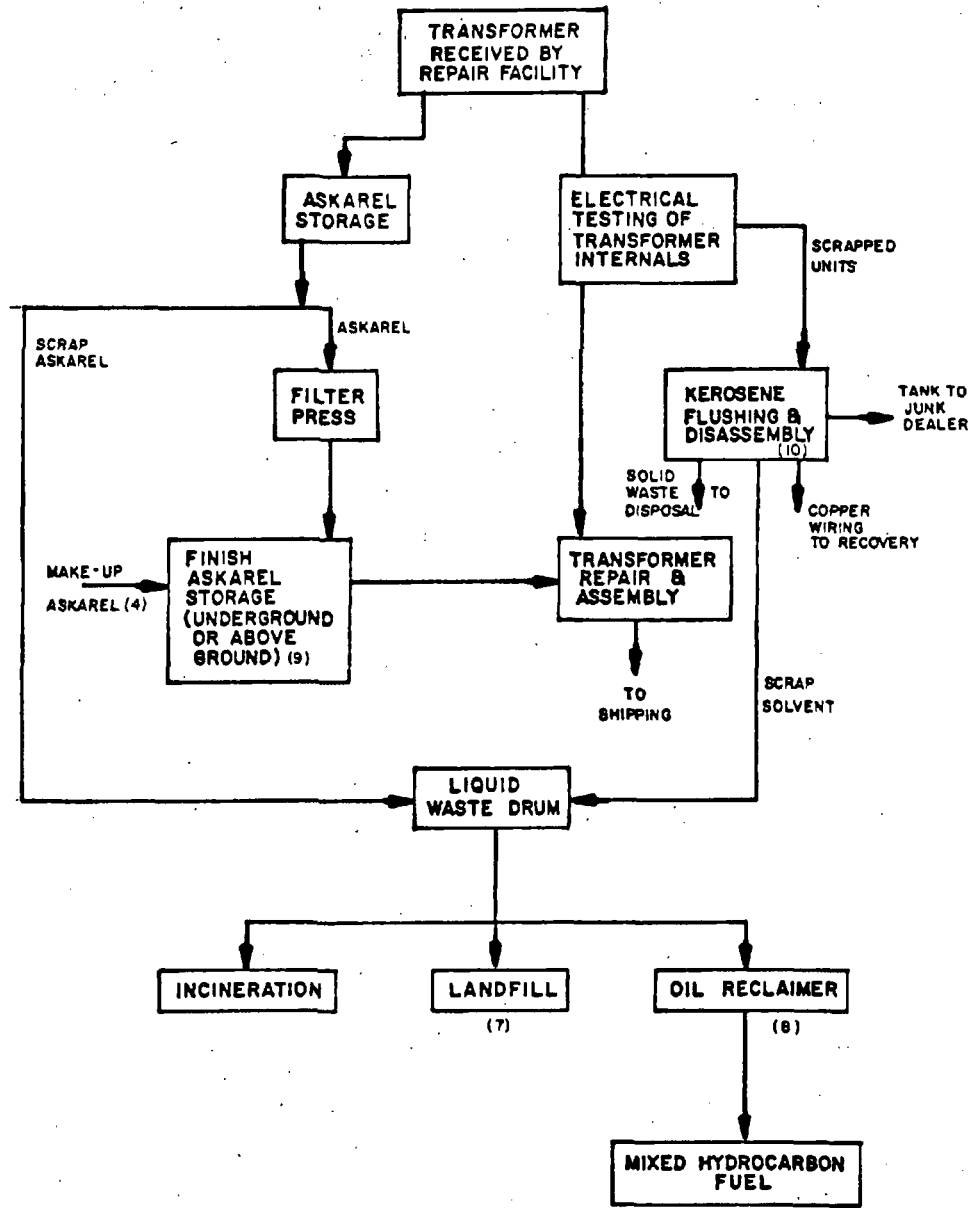 TRANSFORMER
RECEIVED BY
REPAIR FACILITY
ASKAREL
STORAGE
ELECTRICAL
TESTING OF
TRANSFORMER
INTERNALS
SCRAPPED
UNITS
SCRAP
ASKAREL
ASKAREL
FILTER
PRESS
KEROSENE
FLUSHING &
DISASSEMBLY
(10)
TANK TO
JUNK
DEALER
SOLID
WASTE TO
DISPOSAL
COPPER
WIRING
TO RECOVERY
MAKE-UP
ASKAREL (4)
FINISH
ASKAREL
STORAGE
(UNDERGROUND
OR ABOVE
GROUND) (9)
TRANSFORMER
REPAIR &
ASSEMBLY
TO
SHIPPING
SCRAP
SOLVENT
LIQUID
WASTE DRUM
INCINERATION
LANDFILL
(7)
OIL RECLAIMER
(8)
MIXED HYDROCARBON
FUEL